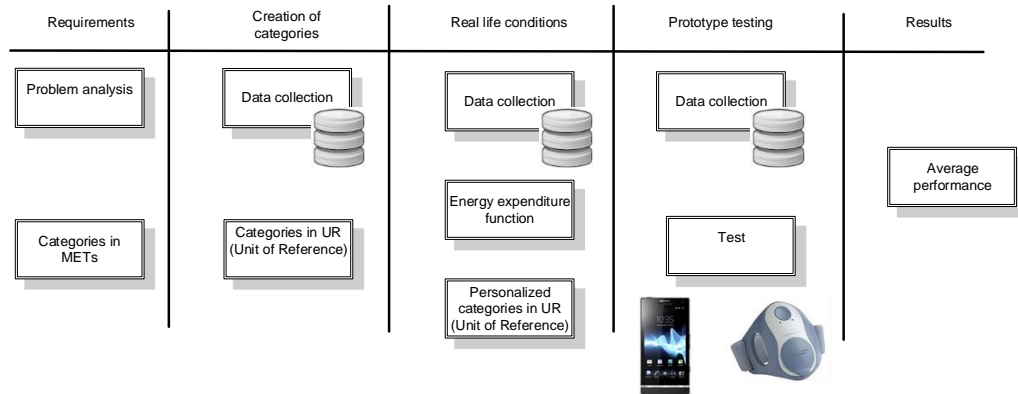 Requirements
Creation of
categories
Real life conditions
Prototype testing
Results
Problem analysis
Categories in
METs
Data collection
Categories in UR
(Unit of Reference)
Data collection
Energy expenditure
function
Personalized
categories in UR
(Unit of Reference)
Data collection
Test
10:35
Average
performance